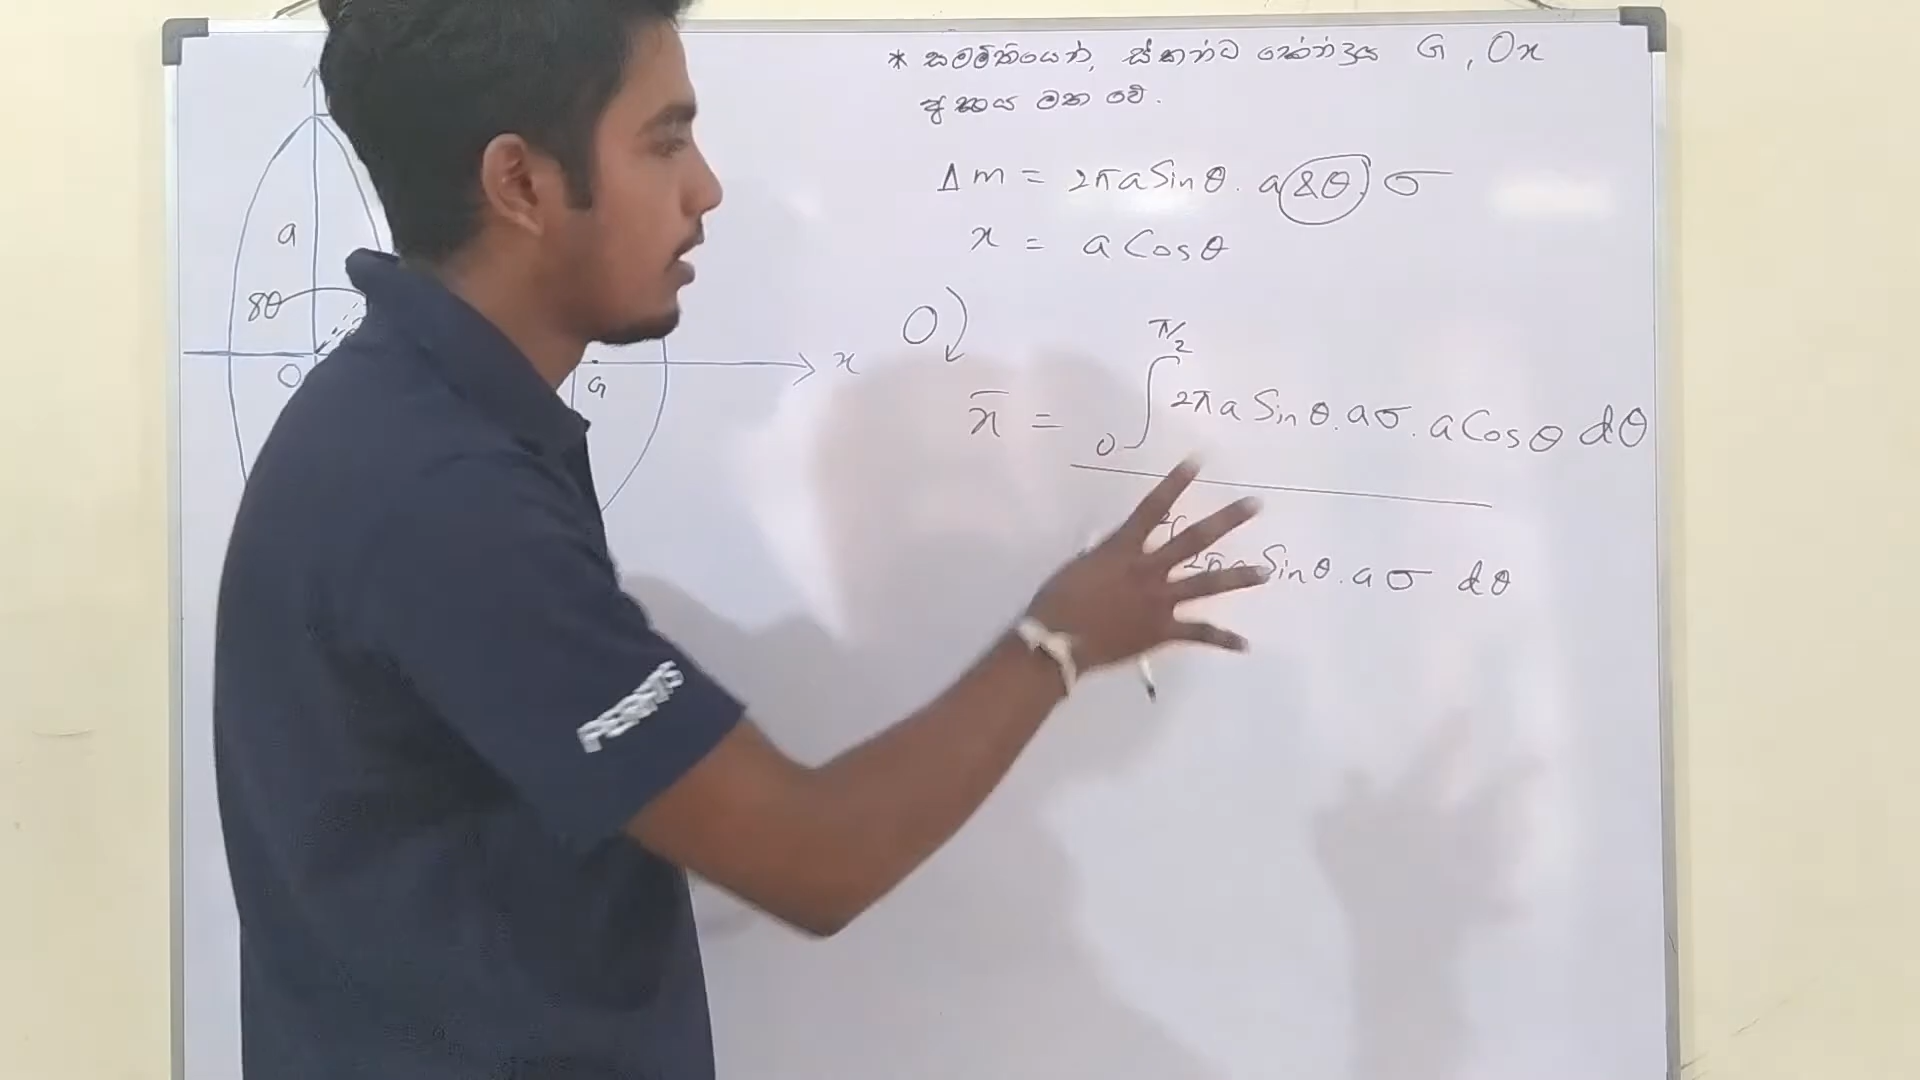 * සමමිතියෙන්, ස්කන්ධ කේන්ද්‍රය G, Ox
අක්ෂය මත වේ.
Δm = 2πa Sinθ . a δθ . σ
x = a Cosθ
a
δθ
O
x
G
O
x̄ = ∫₀^{π/2} 2πa Sinθ . aσ . a Cosθ dθ
2πa Sinθ . aσ dθ